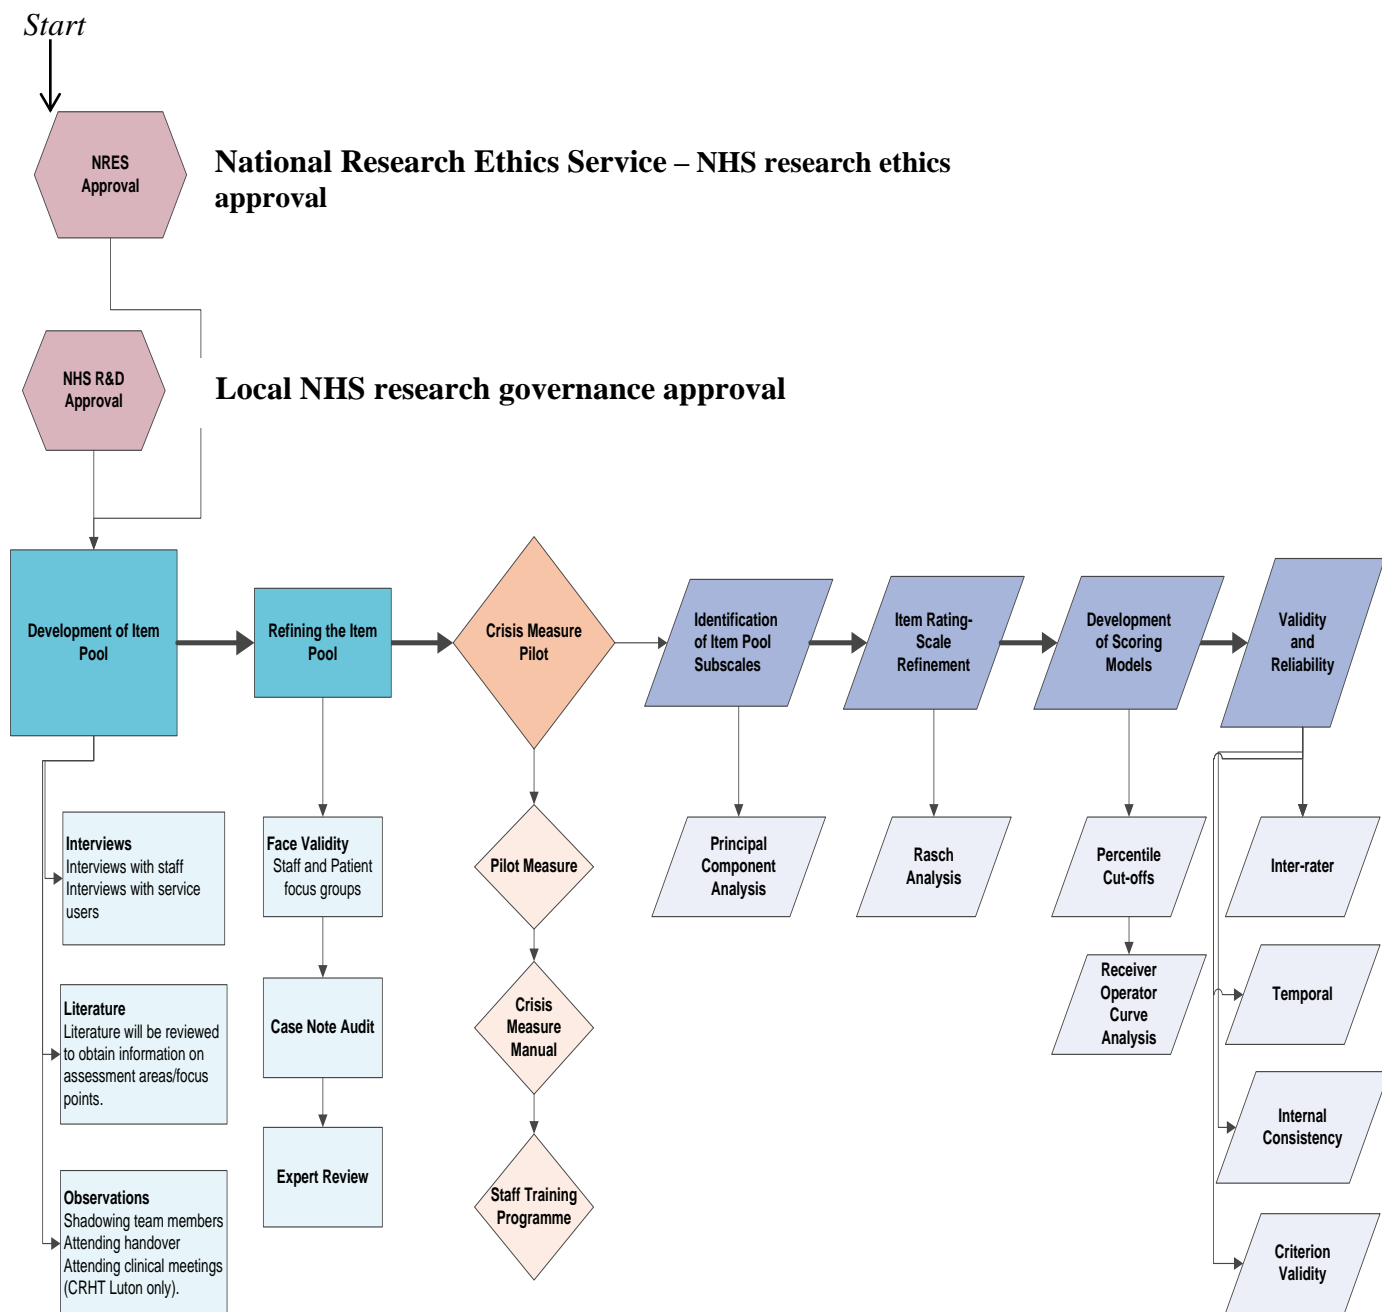 Start
NRES
Approval
National Research Ethics Service – NHS research ethics
approval
NHS R&D
Approval
Local NHS research governance approval
Development of Item
Pool
Refining the Item
Pool
Crisis Measure
Pilot
Identification
of Item Pool
Subscales
Item Rating-
Scale
Refinement
Development
of Scoring
Models
Validity
and
Reliability
Interviews
Interviews with staff
Interviews with service
users
Literature
Literature will be reviewed
to obtain information on
assessment areas/focus
points.
Observations
Shadowing team members
Attending handover
Attending clinical meetings
(CRHT Luton only).
Face Validity
Staff and Patient
focus groups
Case Note Audit
Expert Review
Pilot Measure
Crisis
Measure
Manual
Staff Training
Programme
Principal
Component
Analysis
Rasch
Analysis
Percentile
Cut-offs
Receiver
Operator
Curve
Analysis
Inter-rater
Temporal
Internal
Consistency
Criterion
Validity